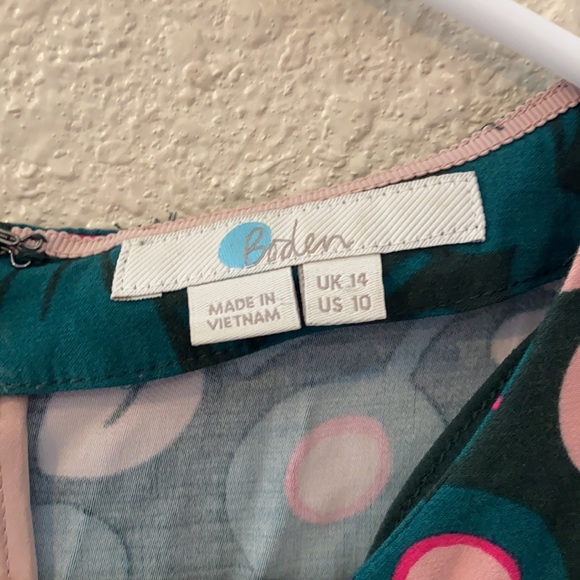 Boden
MADE IN
VIETNAM
UK 14
US 10